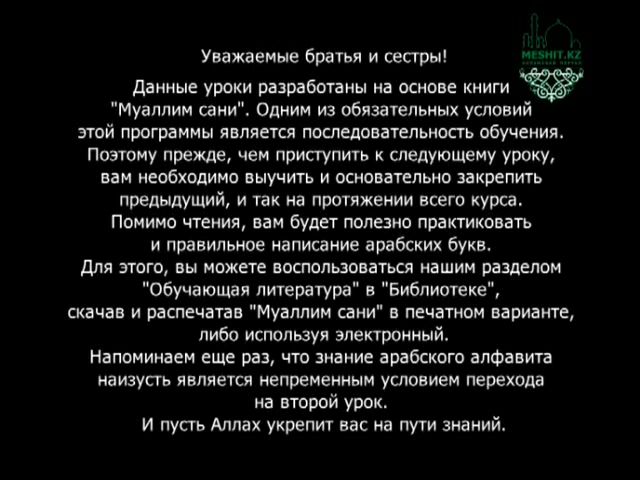 MESHIT.KZ
Уважаемые братья и сестры!
Данные уроки разработаны на основе книги
"Муаллим сани". Одним из обязательных условий
этой программы является последовательность обучения.
Поэтому прежде, чем приступить к следующему уроку,
вам необходимо выучить и основательно закрепить
предыдущий, и так на протяжении всего курса.
Помимо чтения, вам будет полезно практиковать
и правильное написание арабских букв.
Для этого, вы можете воспользоваться нашим разделом
"Обучающая литература" в "Библиотеке",
скачав и распечатав "Муаллим сани" в печатном варианте,
либо используя электронный.
Напоминаем еще раз, что знание арабского алфавита
наизусть является непременным условием перехода
на второй урок.
И пусть Аллах укрепит вас на пути знаний.